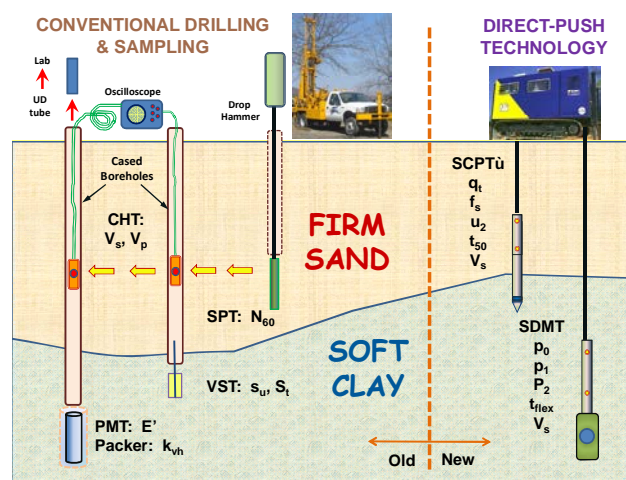 CONVENTIONAL DRILLING
& SAMPLING
DIRECT-PUSH
TECHNOLOGY
Lab
UD
tube
Oscilloscope
Drop
Hammer
Cased
Boreholes
CHT:
Vs, Vp
FIRM
SAND
SPT: N60
SOFT
CLAY
VST: su, St
PMT: E’
Packer: kvh
SCPTù
qt
fs
u2
t50
Vs
SDMT
p0
p1
P2
tflex
Vs
Old
New